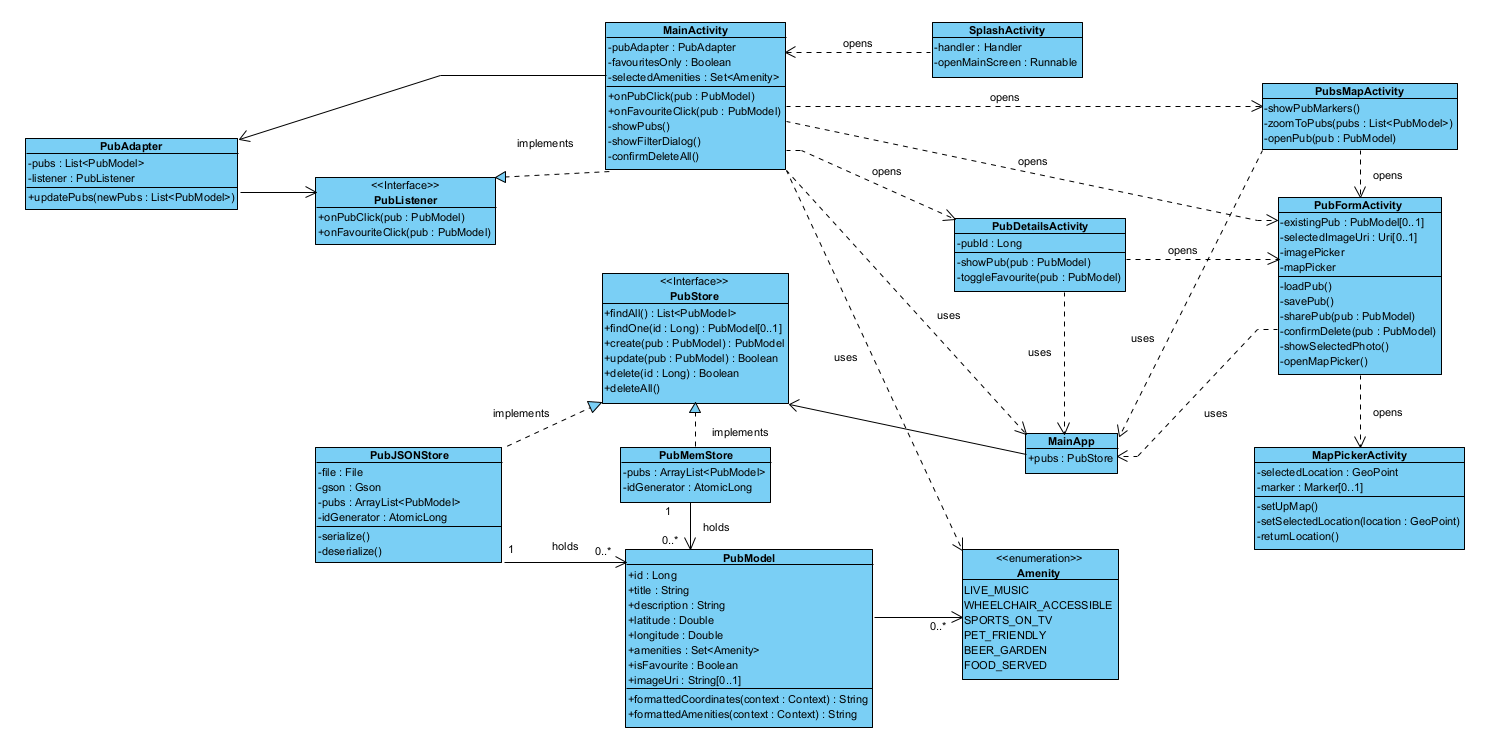 MainActivity
-pubAdapter : PubAdapter
-favouritesOnly : Boolean
-selectedAmenities : Set<Amenity>
+onPubClick(pub : PubModel)
+onFavouriteClick(pub : PubModel)
-showPubs()
-showFilterDialog()
-confirmDeleteAll()
opens
SplashActivity
-handler : Handler
-openMainScreen : Runnable
opens
PubsMapActivity
-showPubMarkers()
-zoomToPubs(pubs : List<PubModel>)
-openPub(pub : PubModel)
PubAdapter
-pubs : List<PubModel>
-listener : PubListener
+updatePubs(newPubs : List<PubModel>)
implements
<<Interface>>
PubListener
+onPubClick(pub : PubModel)
+onFavouriteClick(pub : PubModel)
opens
opens
opens
PubFormActivity
-existingPub : PubModel[0..1]
-selectedImageUri : Uri[0..1]
-imagePicker
-mapPicker
-loadPub()
-savePub()
-sharePub(pub : PubModel)
-confirmDelete(pub : PubModel)
-showSelectedPhoto()
-openMapPicker()
PubDetailsActivity
-pubId : Long
-showPub(pub : PubModel)
-toggleFavourite(pub : PubModel)
opens
<<Interface>>
PubStore
+findAll() : List<PubModel>
+findOne(id : Long) : PubModel[0..1]
+create(pub : PubModel) : PubModel
+update(pub : PubModel) : Boolean
+delete(id : Long) : Boolean
+deleteAll()
uses
uses
uses
uses
uses
implements
implements
opens
MainApp
+pubs : PubStore
PubJSONStore
-file : File
-gson : Gson
-pubs : ArrayList<PubModel>
-idGenerator : AtomicLong
-serialize()
-deserialize()
PubMemStore
-pubs : ArrayList<PubModel>
-idGenerator : AtomicLong
MapPickerActivity
-selectedLocation : GeoPoint
-marker : Marker[0..1]
-setUpMap()
-setSelectedLocation(location : GeoPoint)
-returnLocation()
1
holds
0..*
1
holds
0..*
PubModel
+id : Long
+title : String
+description : String
+latitude : Double
+longitude : Double
+amenities : Set<Amenity>
+isFavourite : Boolean
+imageUri : String[0..1]
+formattedCoordinates(context : Context) : String
+formattedAmenities(context : Context) : String
0..*
<<enumeration>>
Amenity
LIVE_MUSIC
WHEELCHAIR_ACCESSIBLE
SPORTS_ON_TV
PET_FRIENDLY
BEER_GARDEN
FOOD_SERVED